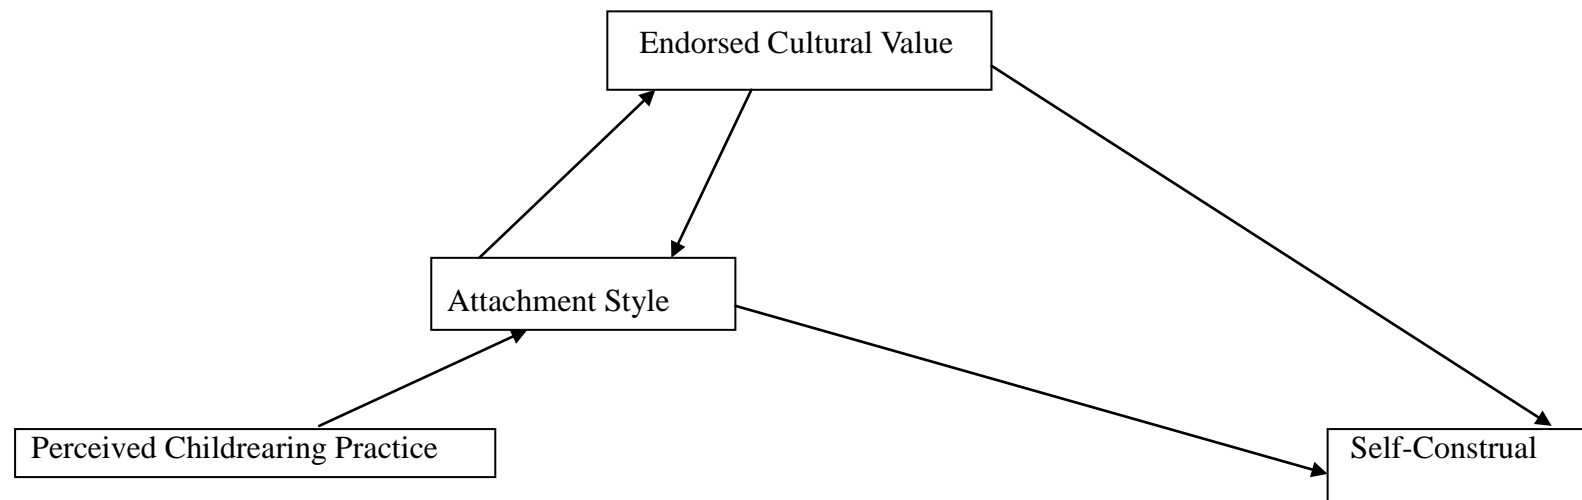 Endorsed Cultural Value
Attachment Style
Perceived Childrearing Practice
Self-Construal